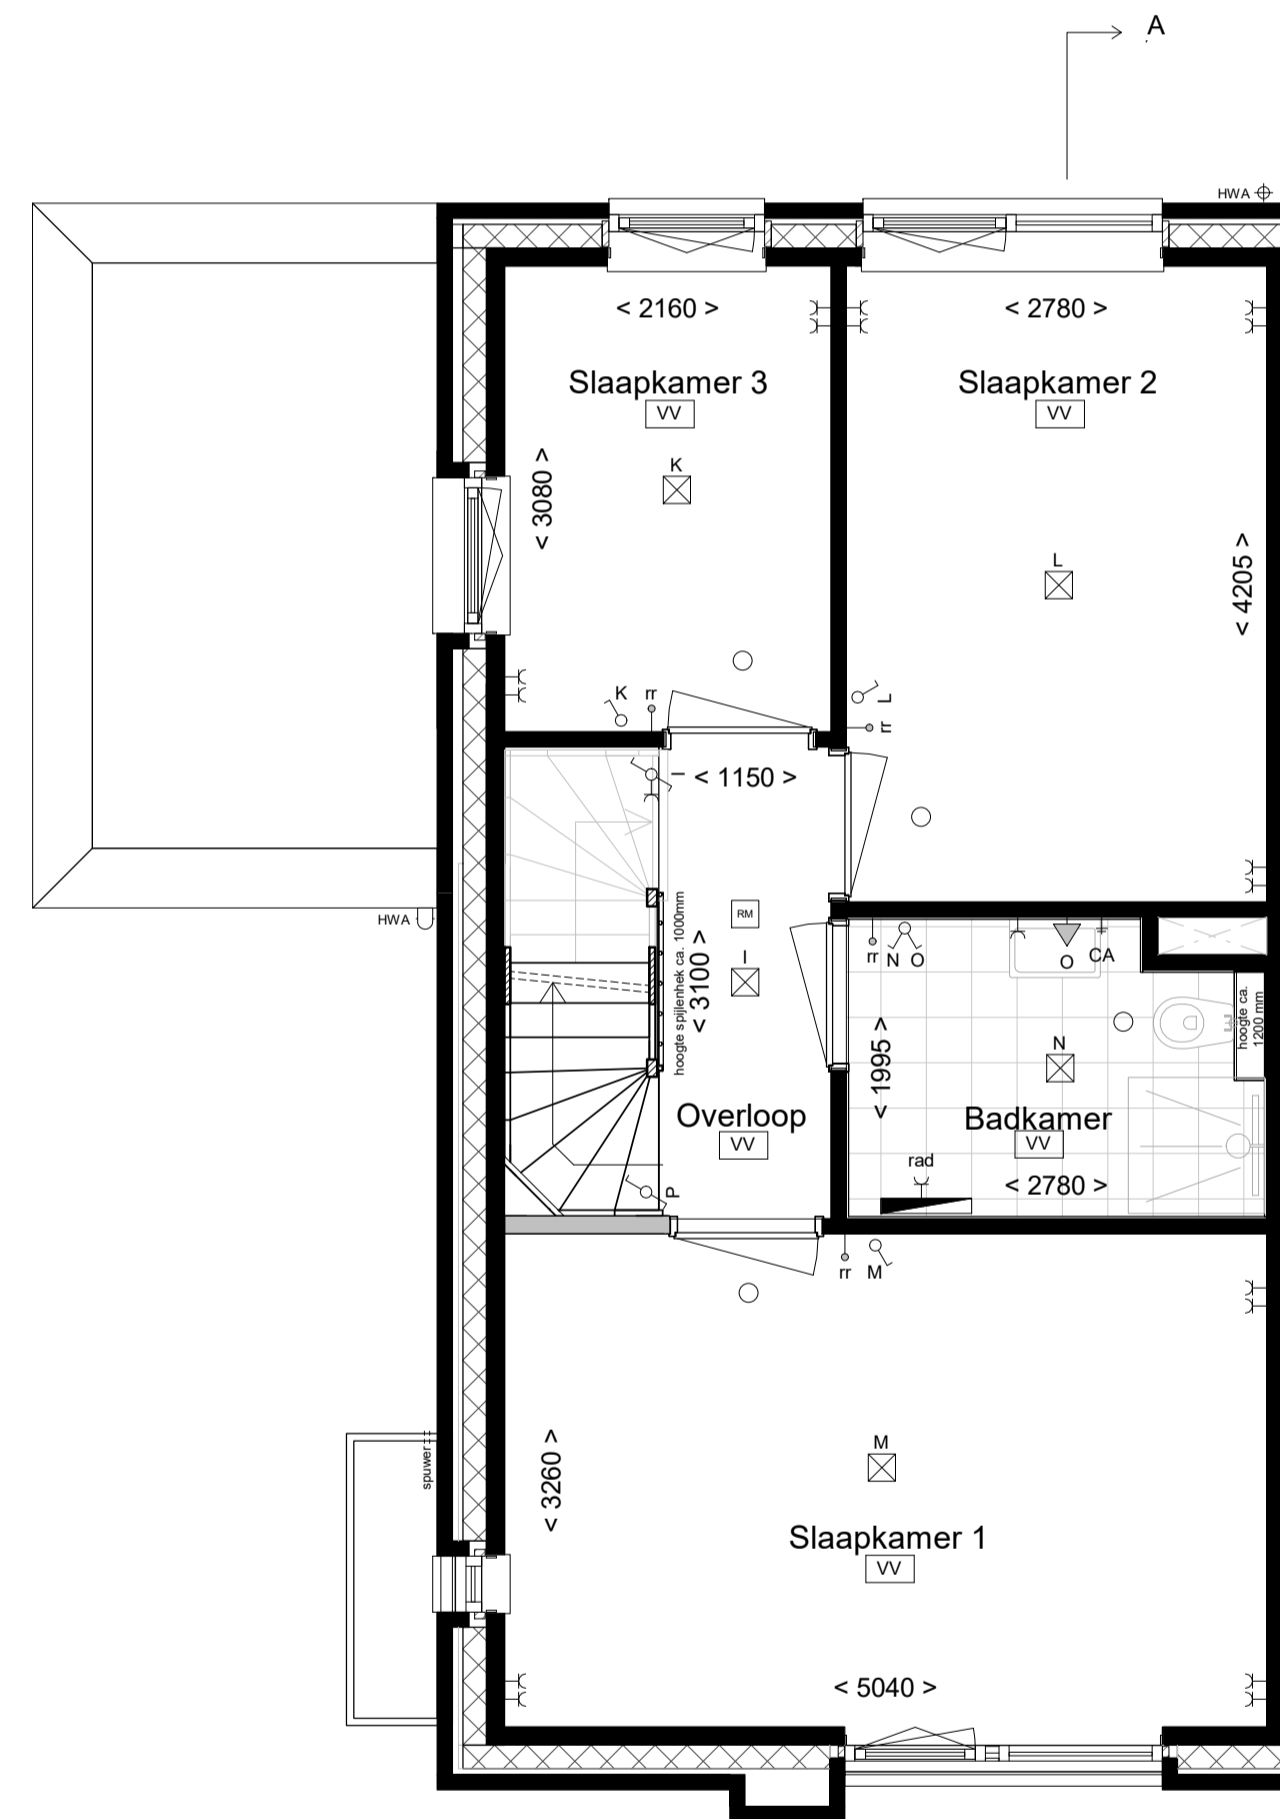 A
HWA
< 2160 >
< 2780 >
Slaapkamer 3
VV
Slaapkamer 2
VV
K
< 3080 >
L
< 4205 >
K
rr
L
rr
I
< 1150 >
HWA
hoogte spijlenhek ca. 1000mm
< 3100 >
RM
I
rr
N
O
O
CA
hoogte ca.
1200 mm
< 1995 >
N
Overloop
VV
Badkamer
VV
rad
< 2780 >
P
rr
M
spuwer
< 3260 >
M
Slaapkamer 1
VV
< 5040 >